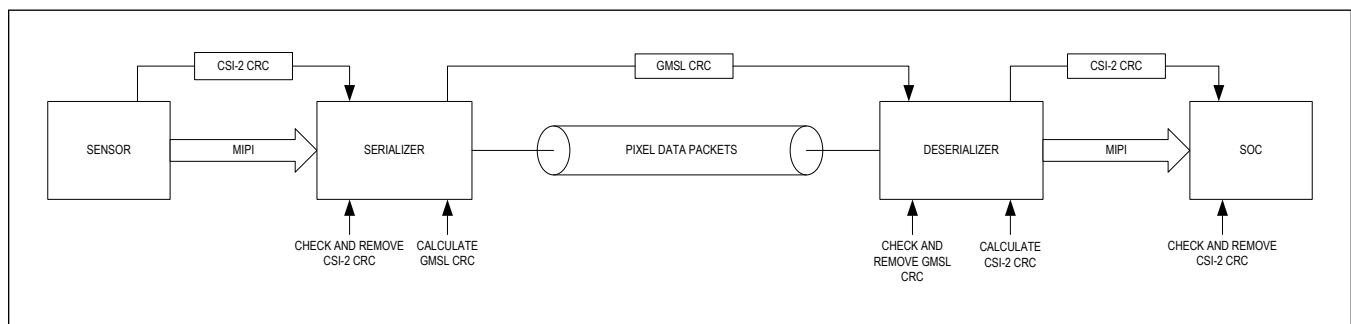 CSI-2 CRC
GMSL CRC
CSI-2 CRC
SENSOR
MIPI
SERIALIZER
PIXEL DATA PACKETS
DESERIALIZER
MIPI
SOC
CHECK AND REMOVE
CSI-2 CRC
CALCULATE
GMSL CRC
CHECK AND
REMOVE GMSL
CRC
CALCULATE
CSI-2 CRC
CHECK AND REMOVE
CSI-2 CRC